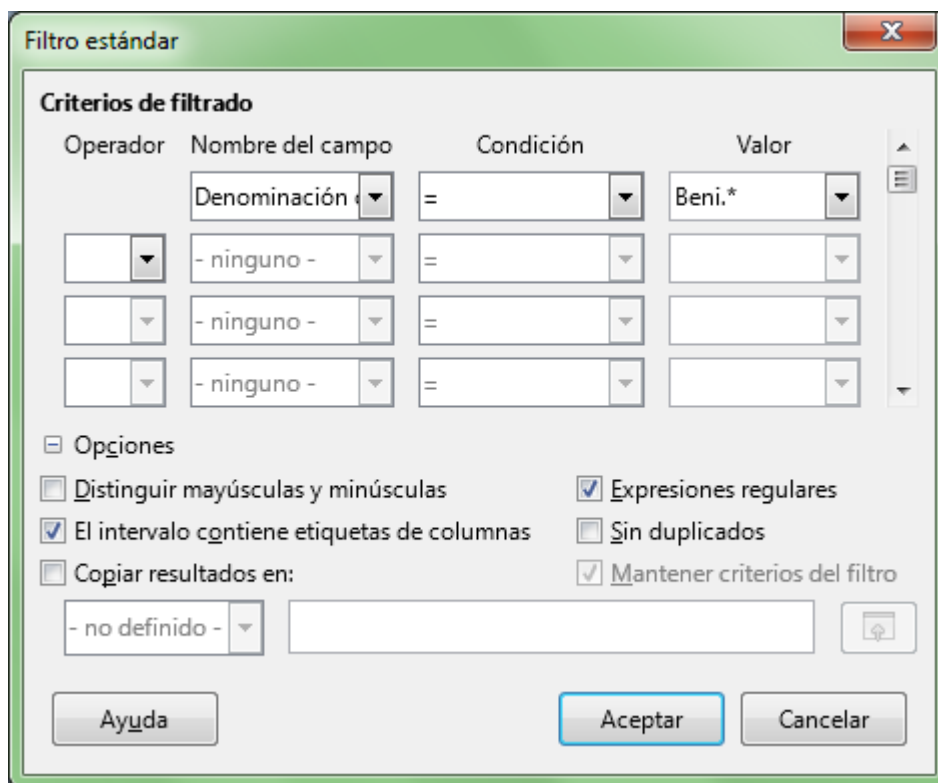 Filtro estándar
Criterios de filtrado
Operador Nombre del campo Condición Valor
Denominación = Beni.*
- ninguno - =
- ninguno - =
- ninguno - =
Opciones
Distinguir mayúsculas y minúsculas Expresiones regulares
El intervalo contiene etiquetas de columnas Sin duplicados
Copiar resultados en: Mantener criterios del filtro
- no definido -
Ayuda Aceptar Cancelar